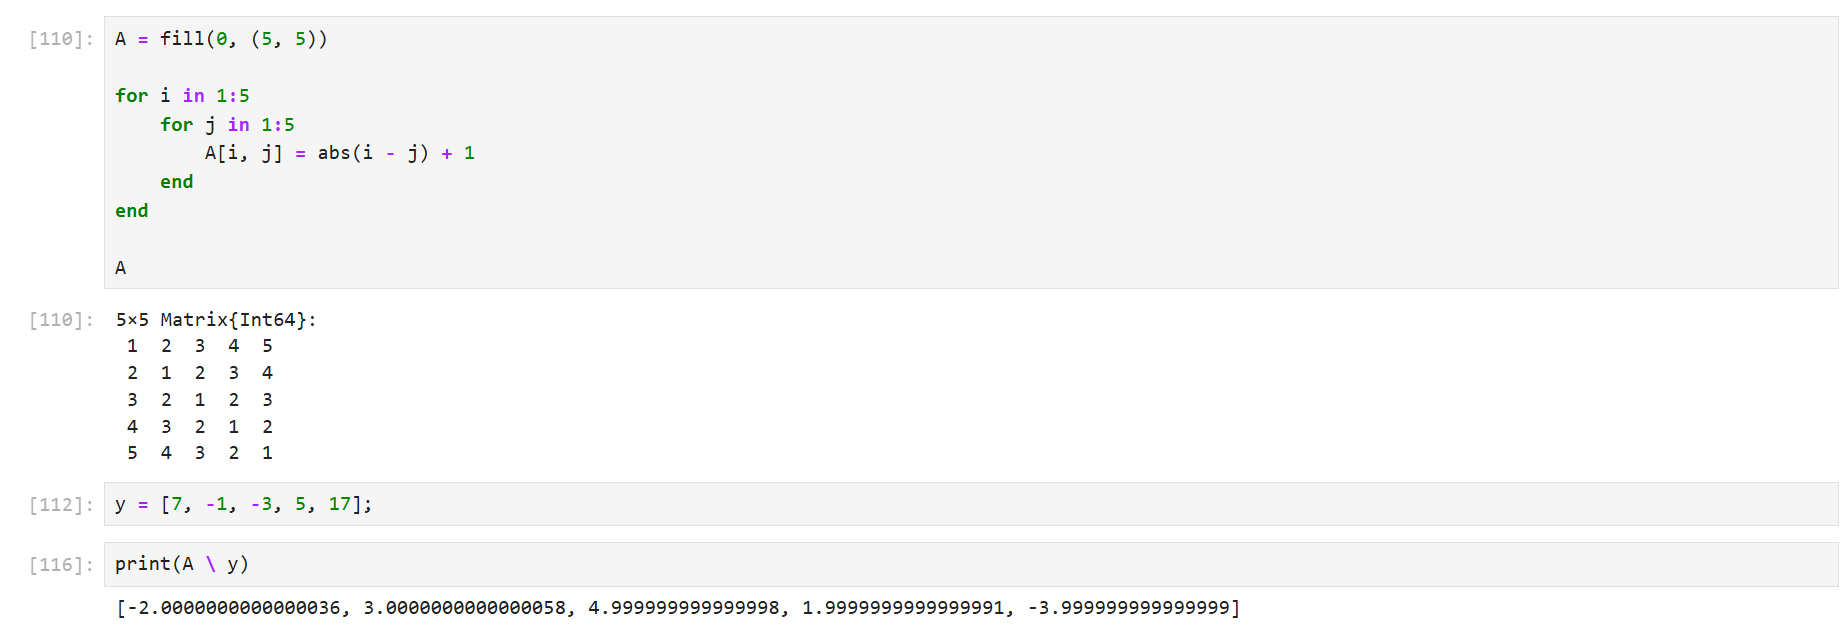 [110]: A = fill(0, (5, 5))
for i in 1:5
    for j in 1:5
        A[i, j] = abs(i - j) + 1
    end
end
A
[110]: 5×5 Matrix{Int64}:
 1  2  3  4  5
 2  1  2  3  4
 3  2  1  2  3
 4  3  2  1  2
 5  4  3  2  1
[112]: y = [7, -1, -3, 5, 17];
[116]: print(A \ y)
[-2.0000000000000036, 3.0000000000000058, 4.999999999999998, 1.9999999999999991, -3.999999999999999]